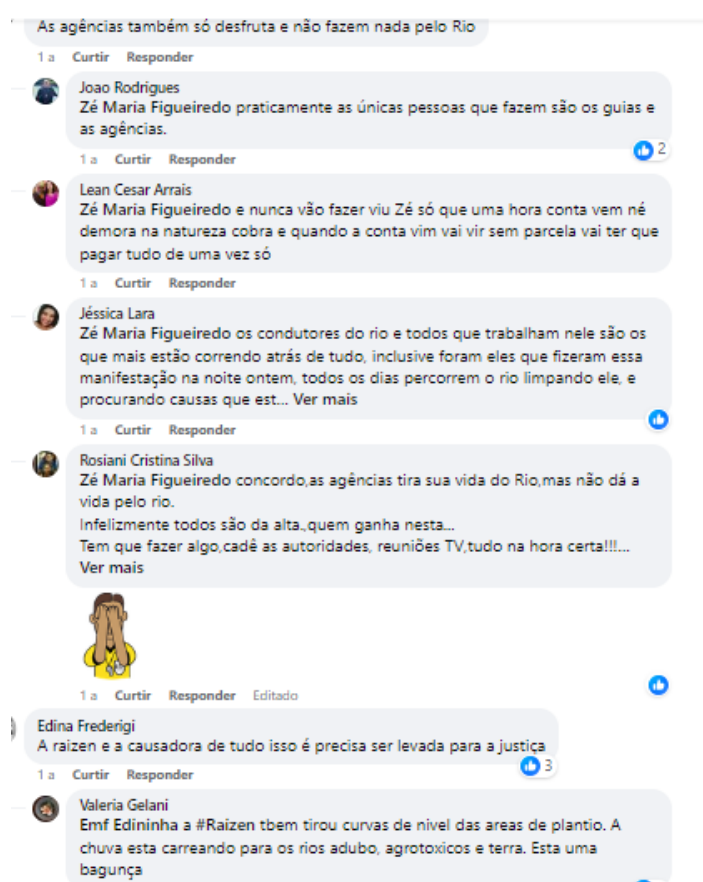 As agências também só desfruta e não fazem nada pelo Rio
1 a Curtir Responder
Joao Rodrigues
Zé Maria Figueiredo praticamente as únicas pessoas que fazem são os guias e
as agências.
2
1 a Curtir Responder
Lean Cesar Arrais
Zé Maria Figueiredo e nunca vão fazer viu Zé só que uma hora conta vem né
demora na natureza cobra e quando a conta vim vai vir sem parcela vai ter que
pagar tudo de uma vez só
1 a Curtir Responder
Jéssica Lara
Zé Maria Figueiredo os condutores do rio e todos que trabalham nele são os
que mais estão correndo atrás de tudo, inclusive foram eles que fizeram essa
manifestação na noite ontem, todos os dias percorrem o rio limpando ele, e
procurando causas que est... Ver mais
1 a Curtir Responder
Rosiani Cristina Silva
Zé Maria Figueiredo concordo,as agências tira sua vida do Rio,mas não dá a
vida pelo rio.
Infelizmente todos são da alta.,quem ganha nesta...
Tem que fazer algo,cadê as autoridades, reuniões TV,tudo na hora certa!!!...
Ver mais
1 a Curtir Responder Editado
Edina Frederigi
A raizen e a causadora de tudo isso é precisa ser levada para a justiça
3
1 a Curtir Responder
Valeria Gelani
Emf Edininha a #Raizen tbem tirou curvas de nivel das areas de plantio. A
chuva esta carreando para os rios adubo, agrotoxicos e terra. Esta uma
bagunça